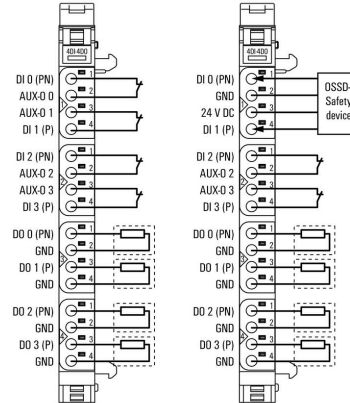 4DI4DO
DI 0 (PN)
AUX-O 0
AUX-O 1
DI 1 (P)
1
2
3
4
DI 2 (PN)
AUX-O 2
AUX-O 3
DI 3 (P)
1
2
3
4
DO 0 (PN)
GND
DO 1 (P)
GND
1
2
3
4
DO 2 (PN)
GND
DO 3 (P)
GND
1
2
3
4
4DI4DO
DI 0 (PN)
GND
24 V DC
DI 1 (P)
1
2
3
4
OSSD-
Safety
device
DI 2 (PN)
AUX-O 2
AUX-O 3
DI 3 (P)
1
2
3
4
DO 0 (PN)
GND
DO 1 (P)
GND
1
2
3
4
DO 2 (PN)
GND
DO 3 (P)
GND
1
2
3
4